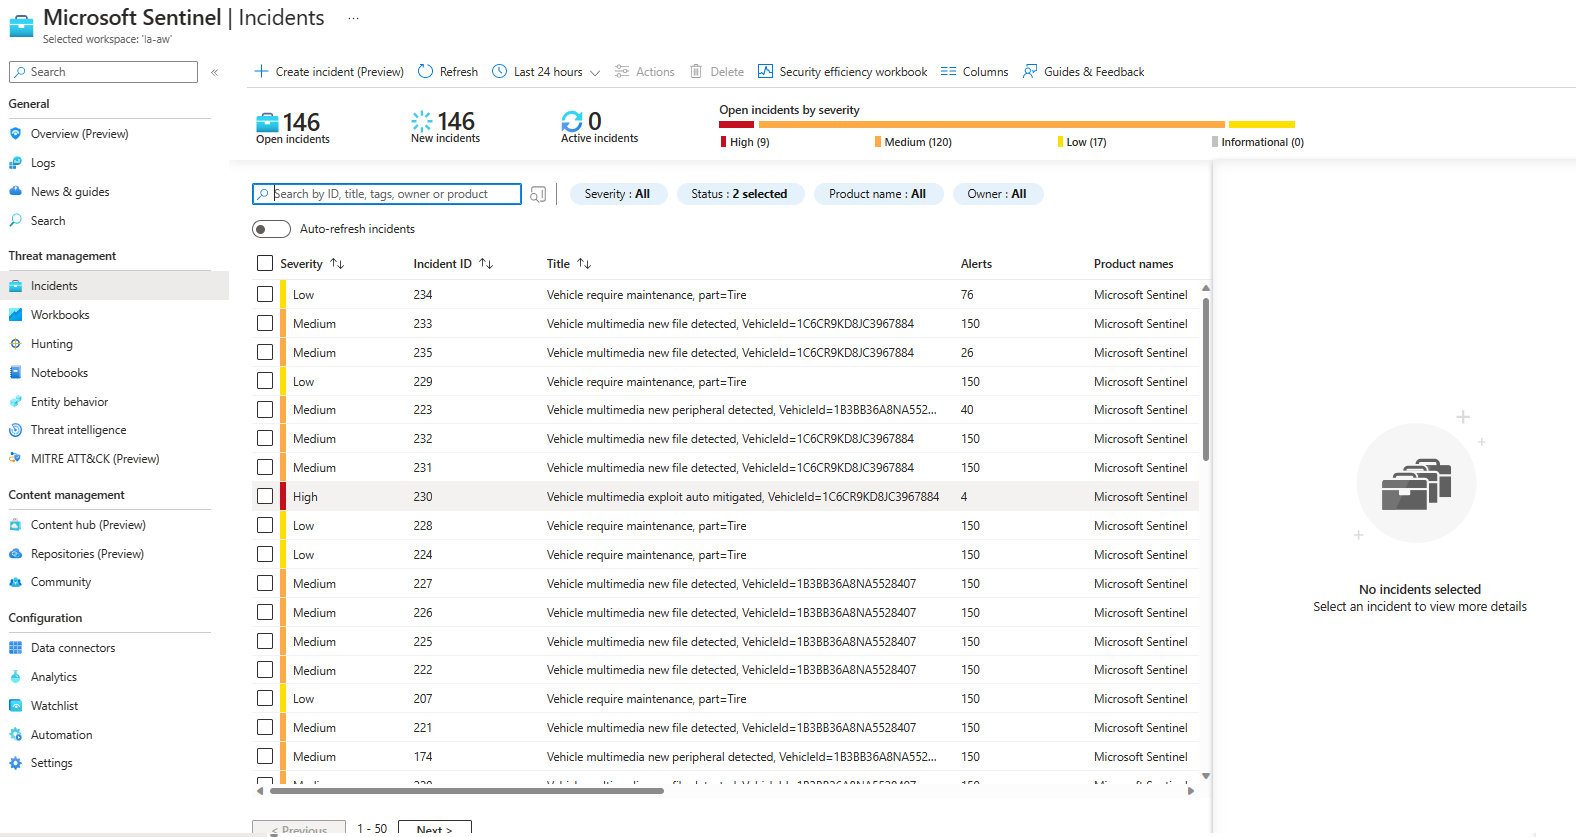 Microsoft Sentinel | Incidents ...
Selected workspace: 'la-aw'
Search
«
General
Overview (Preview)
Logs
News & guides
Search
Threat management
Incidents
Workbooks
Hunting
Notebooks
Entity behavior
Threat intelligence
MITRE ATT&CK (Preview)
Content management
Content hub (Preview)
Repositories (Preview)
Community
Configuration
Data connectors
Analytics
Watchlist
Automation
Settings
Create incident (Preview) Refresh Last 24 hours Actions Delete Security efficiency workbook Columns Guides & Feedback
146 Open incidents
146 New incidents
0 Active incidents
Open incidents by severity
High (9) Medium (120) Low (17) Informational (0)
Search by ID, title, tags, owner or product
Severity : All Status : 2 selected Product name : All Owner : All
Auto-refresh incidents
Severity Incident ID Title Alerts Product names
Low 234 Vehicle require maintenance, part=Tire 76 Microsoft Sentinel
Medium 233 Vehicle multimedia new file detected, VehicleId=1C6CR9KD8JC3967884 150 Microsoft Sentinel
Medium 235 Vehicle multimedia new file detected, VehicleId=1C6CR9KD8JC3967884 26 Microsoft Sentinel
Low 229 Vehicle require maintenance, part=Tire 150 Microsoft Sentinel
Medium 223 Vehicle multimedia new peripheral detected, VehicleId=1B3BB36A8NA552... 40 Microsoft Sentinel
Medium 232 Vehicle multimedia new file detected, VehicleId=1C6CR9KD8JC3967884 150 Microsoft Sentinel
Medium 231 Vehicle multimedia new file detected, VehicleId=1C6CR9KD8JC3967884 150 Microsoft Sentinel
High 230 Vehicle multimedia exploit auto mitigated, VehicleId=1C6CR9KD8JC3967884 4 Microsoft Sentinel
Low 228 Vehicle require maintenance, part=Tire 150 Microsoft Sentinel
Low 224 Vehicle require maintenance, part=Tire 150 Microsoft Sentinel
Medium 227 Vehicle multimedia new file detected, VehicleId=1B3BB36A8NA5528407 150 Microsoft Sentinel
Medium 226 Vehicle multimedia new file detected, VehicleId=1B3BB36A8NA5528407 150 Microsoft Sentinel
Medium 225 Vehicle multimedia new file detected, VehicleId=1B3BB36A8NA5528407 150 Microsoft Sentinel
Medium 222 Vehicle multimedia new file detected, VehicleId=1B3BB36A8NA5528407 150 Microsoft Sentinel
Low 207 Vehicle require maintenance, part=Tire 150 Microsoft Sentinel
Medium 221 Vehicle multimedia new file detected, VehicleId=1B3BB36A8NA5528407 150 Microsoft Sentinel
Medium 174 Vehicle multimedia new peripheral detected, VehicleId=1B3BB36A8NA552... 150 Microsoft Sentinel
< Previous 1 - 50 Next >
No incidents selected
Select an incident to view more details